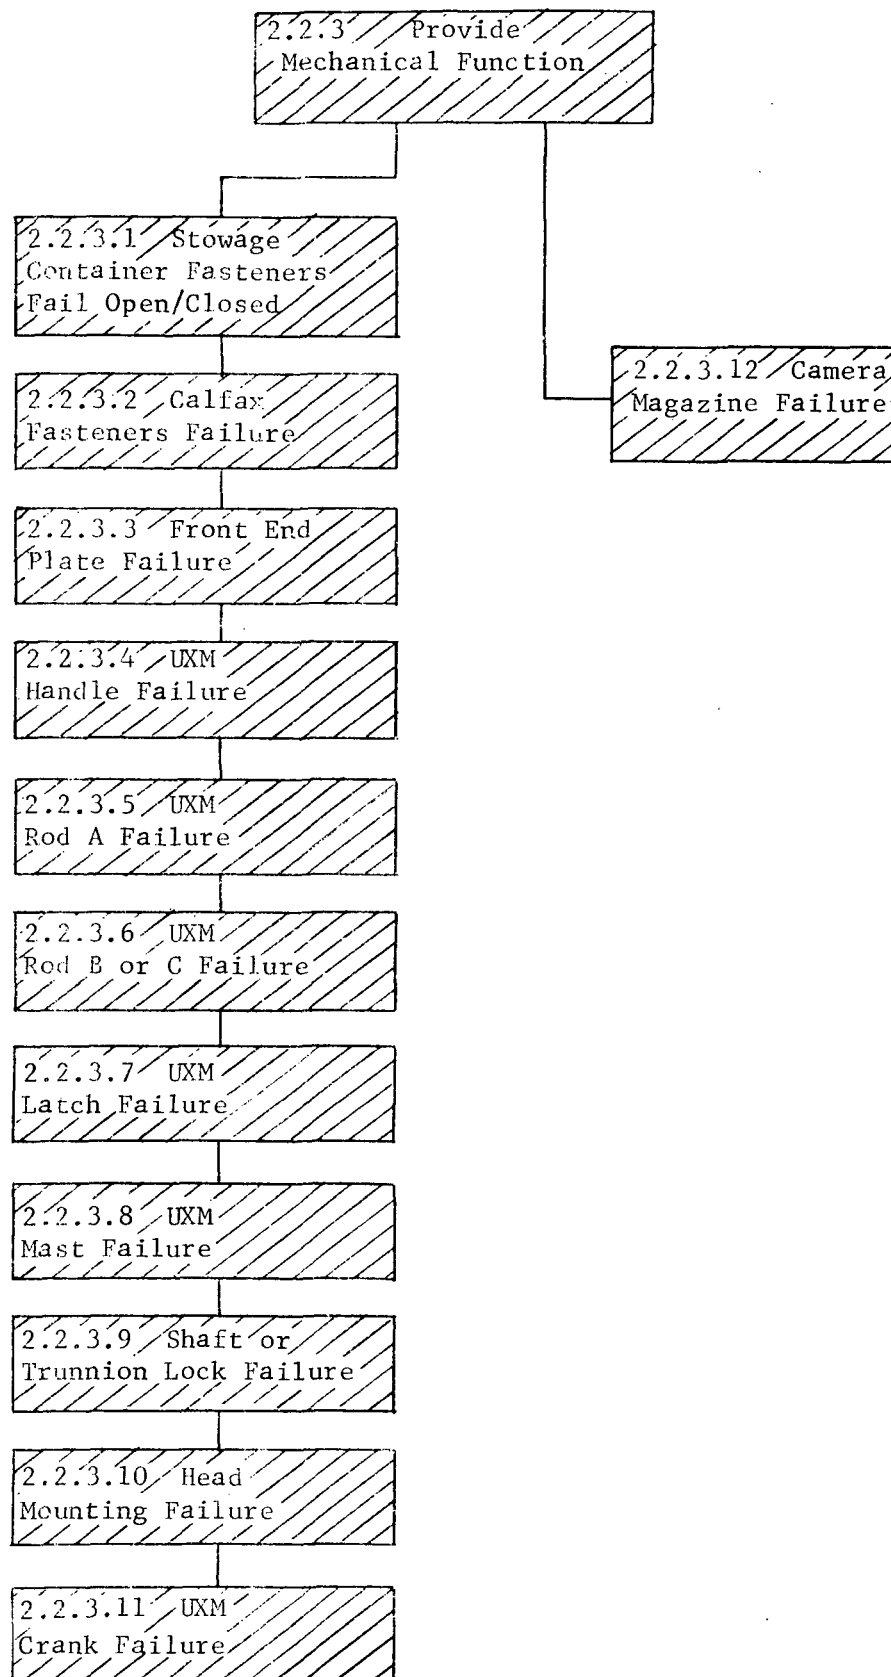 2.2.3 Provide
Mechanical Function
2.2.3.1 Stowage
Container Fasteners
Fail Open/Closed
2.2.3.2 Calfax
Fasteners Failure
2.2.3.3 Front End
Plate Failure
2.2.3.4 UXM
Handle Failure
2.2.3.5 UXM
Rod A Failure
2.2.3.6 UXM
Rod B or C Failure
2.2.3.7 UXM
Latch Failure
2.2.3.8 UXM
Mast Failure
2.2.3.9 Shaft or
Trunnion Lock Failure
2.2.3.10 Head
Mounting Failure
2.2.3.11 UXM
Crank Failure
2.2.3.12 Camera
Magazine Failure